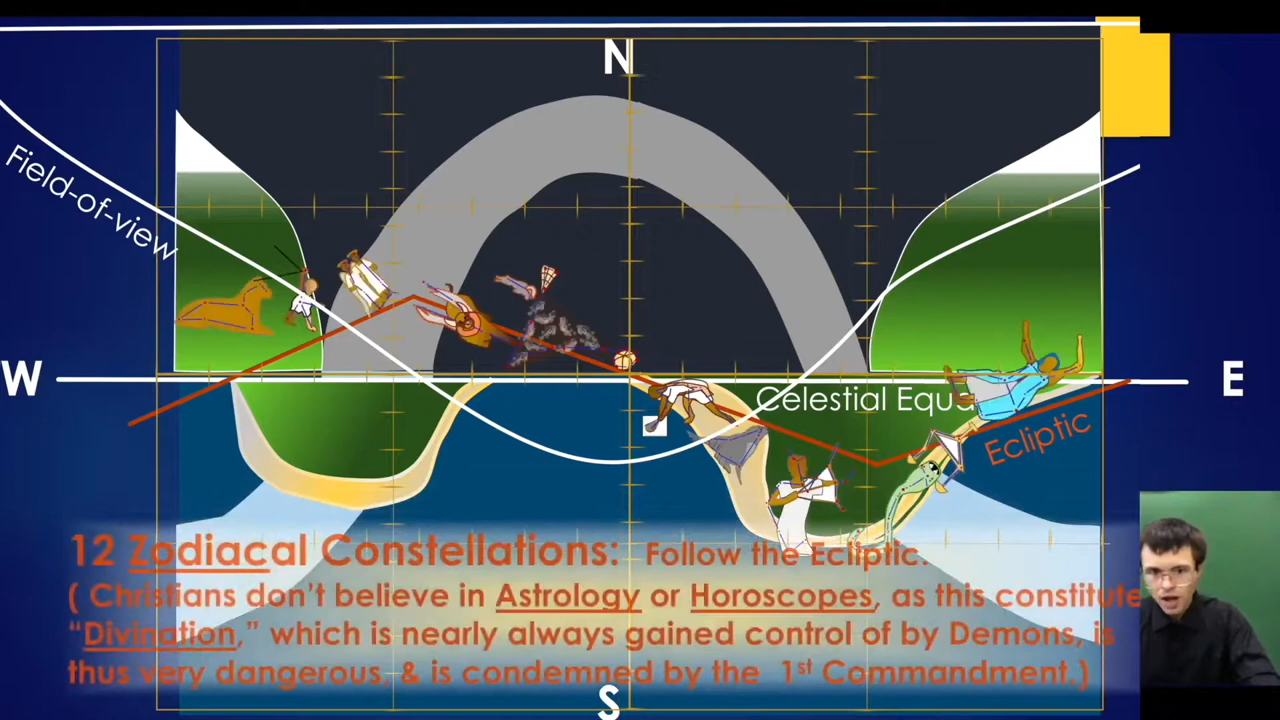 N
Field-of-view
W
E
Celestial Equa
Ecliptic
12 Zodiacal Constellations: Follow the Ecliptic.
( Christians don't believe in Astrology or Horoscopes, as this constitute
"Divination," which is nearly always gained control of by Demons, is
thus very dangerous, & is condemned by the 1st Commandment.)
S